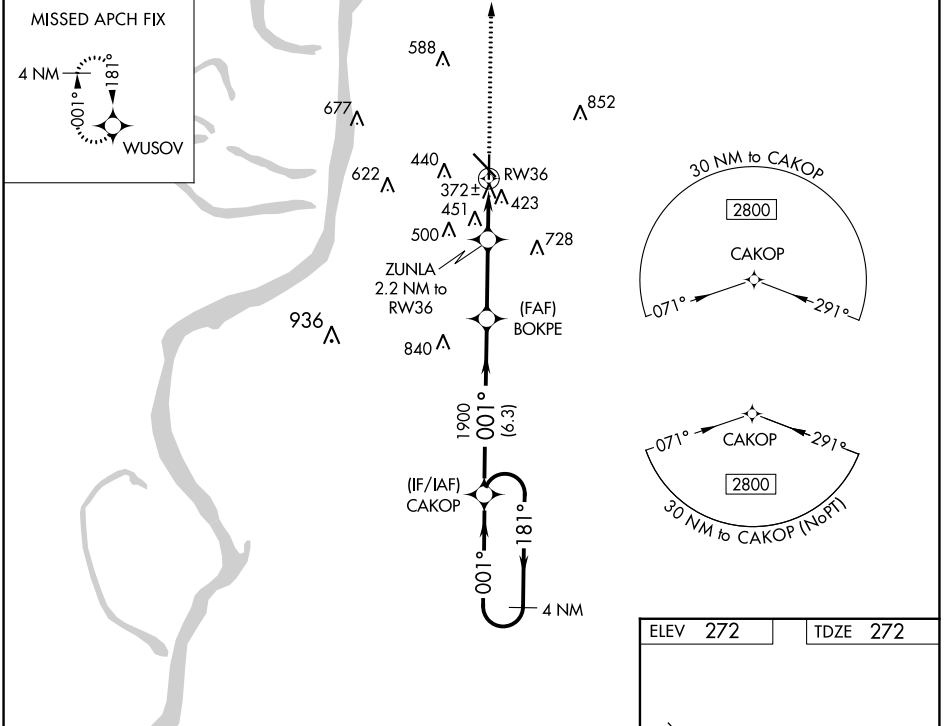 MISSED APCH FIX
4 NM
181°
001°
WUSOV
588
677
852
622
440
RW36
372±
423
451
500
728
ZUNLA
2.2 NM to
RW36
(FAF)
BOKPE
936
840
1900
001°
(6.3)
(IF/IAF)
CAKOP
181°
001°
4 NM
30 NM to CAKOP
2800
CAKOP
071°
291°
071°
291°
CAKOP
2800
30 NM to CAKOP (NoPT)
ELEV 272
TDZE 272